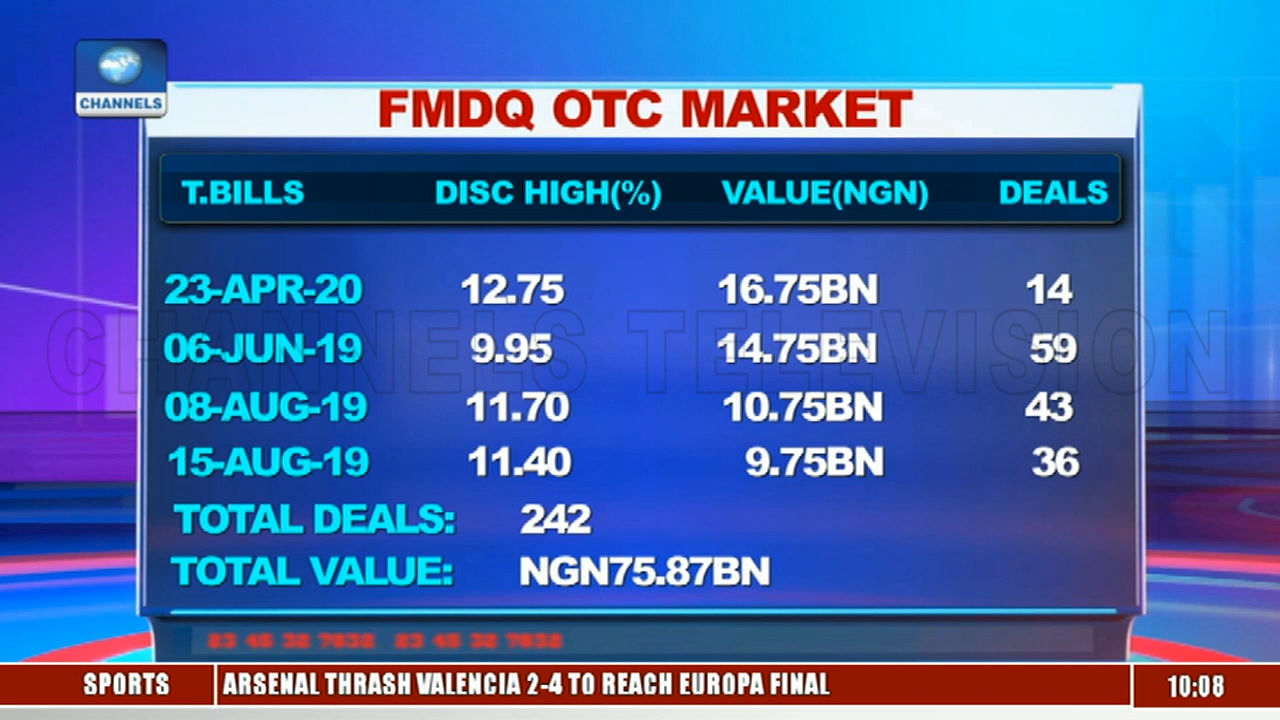 CHANNELS
FMDQ OTC MARKET
T.BILLS DISC HIGH(%) VALUE(NGN) DEALS
23-APR-20 12.75 16.75BN 14
CHANNELS TELEVISION
06-JUN-19 9.95 14.75BN 59
08-AUG-19 11.70 10.75BN 43
15-AUG-19 11.40 9.75BN 36
TOTAL DEALS: 242
TOTAL VALUE: NGN75.87BN
SPORTS ARSENAL THRASH VALENCIA 2-4 TO REACH EUROPA FINAL 10:08